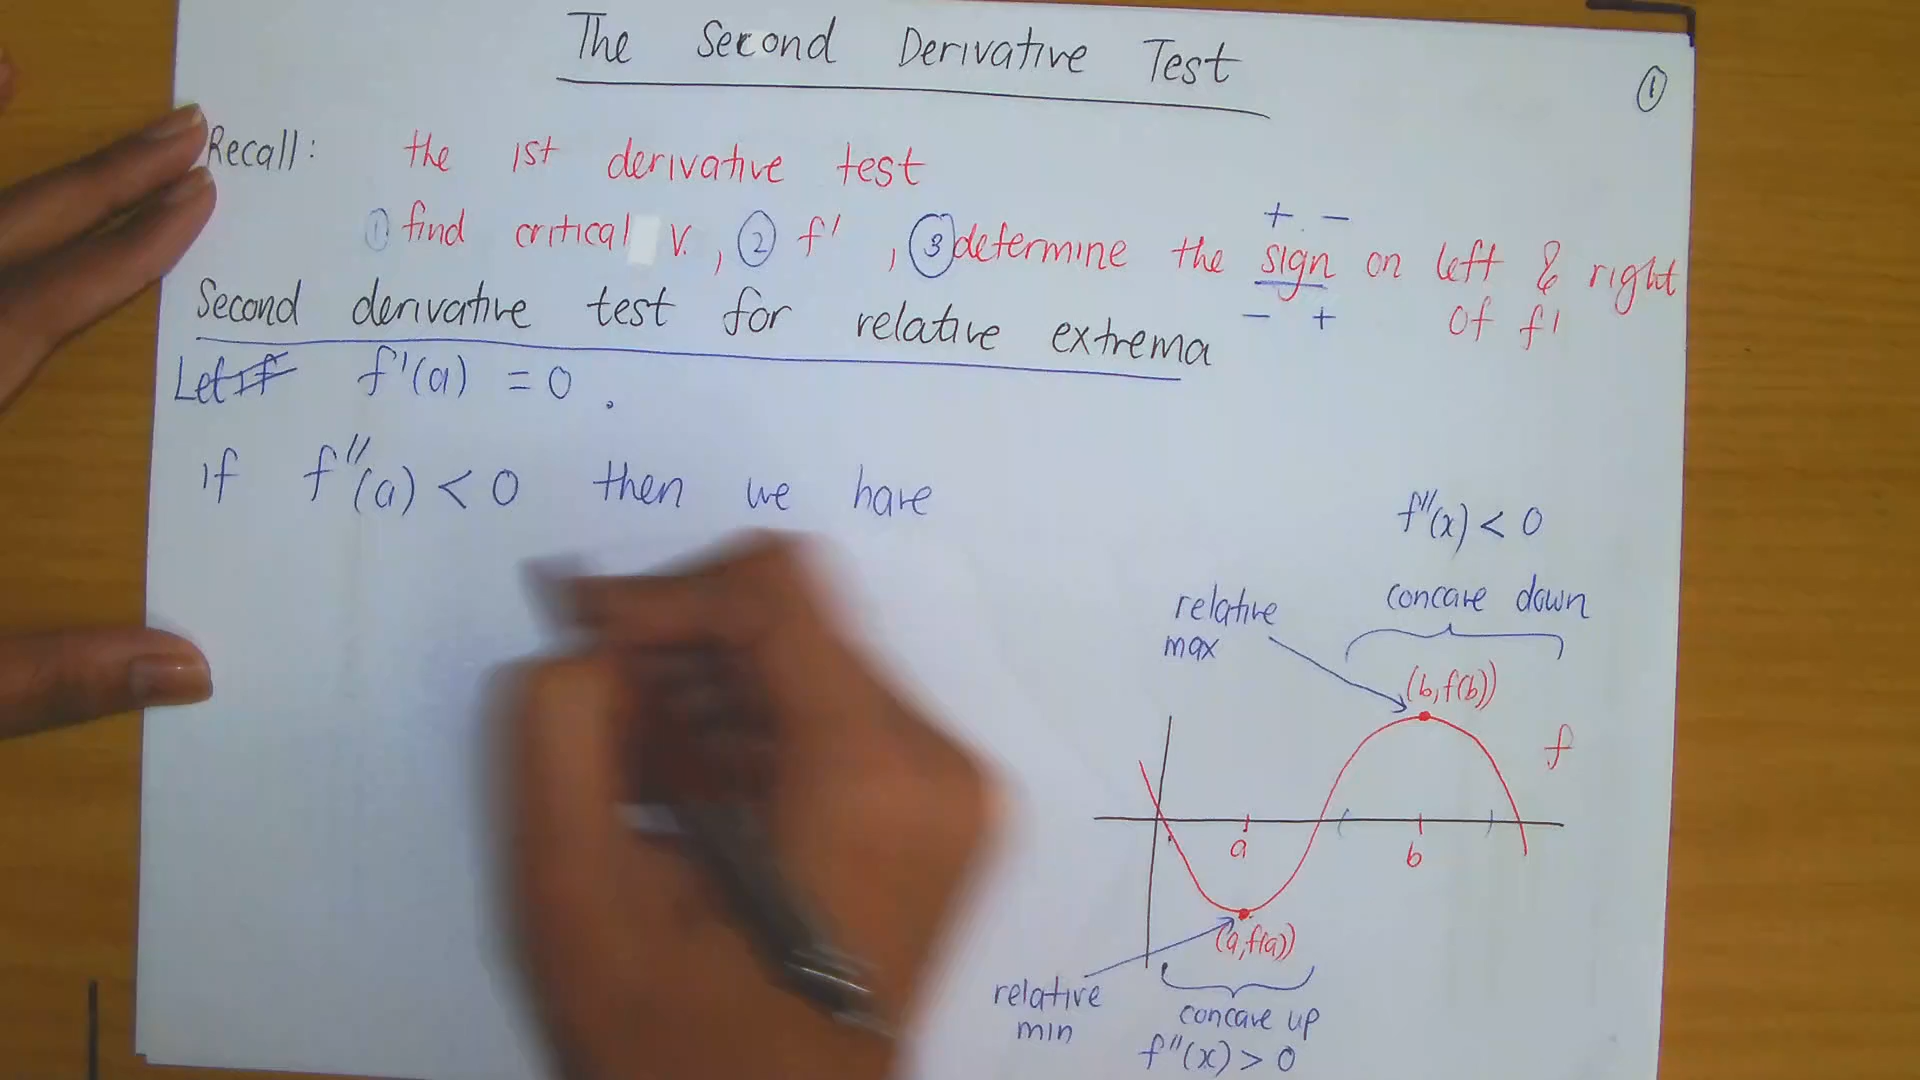 The Second Derivative Test
①
Recall: the 1st derivative test
+ -
① find critical v., ② f' , ③ determine the sign on left & right
- + of f'
Second derivative test for relative extrema
Let f'(a) = 0.
If f''(a) < 0 then we have
f''(x) < 0
concave down
relative
max
(b, f(b))
f
a
b
(a, f(a))
relative
min
concave up
f''(x) > 0